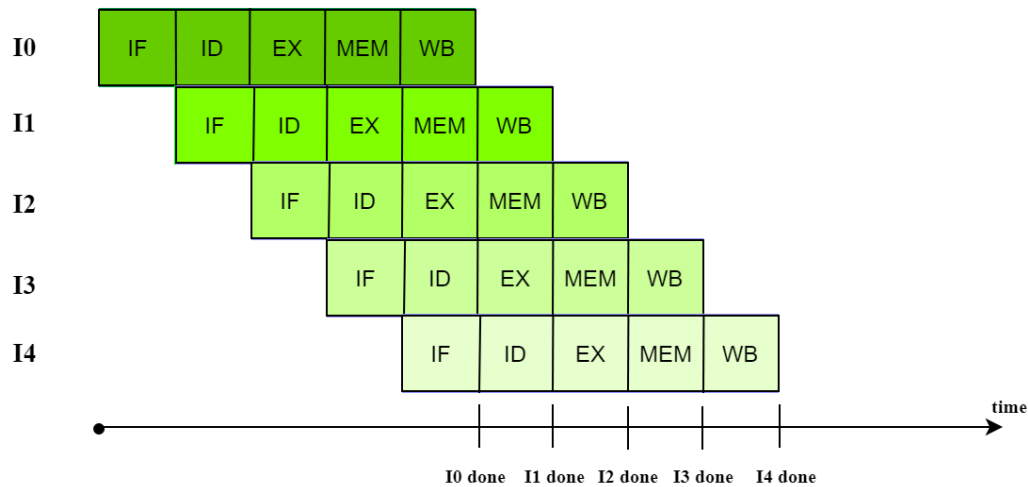 I0 IF ID EX MEM WB
I1 IF ID EX MEM WB
I2 IF ID EX MEM WB
I3 IF ID EX MEM WB
I4 IF ID EX MEM WB
time
I0 done I1 done I2 done I3 done I4 done